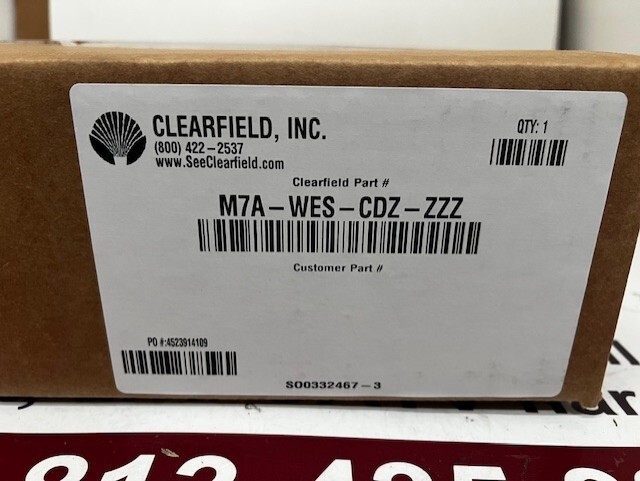 CLEARFIELD, INC.
(800) 422-2537
www.SeeClearfield.com
QTY: 1
Clearfield Part #
M7A-WES-CDZ-ZZZ
Customer Part #
PO #:4523914109
SO0332467-3